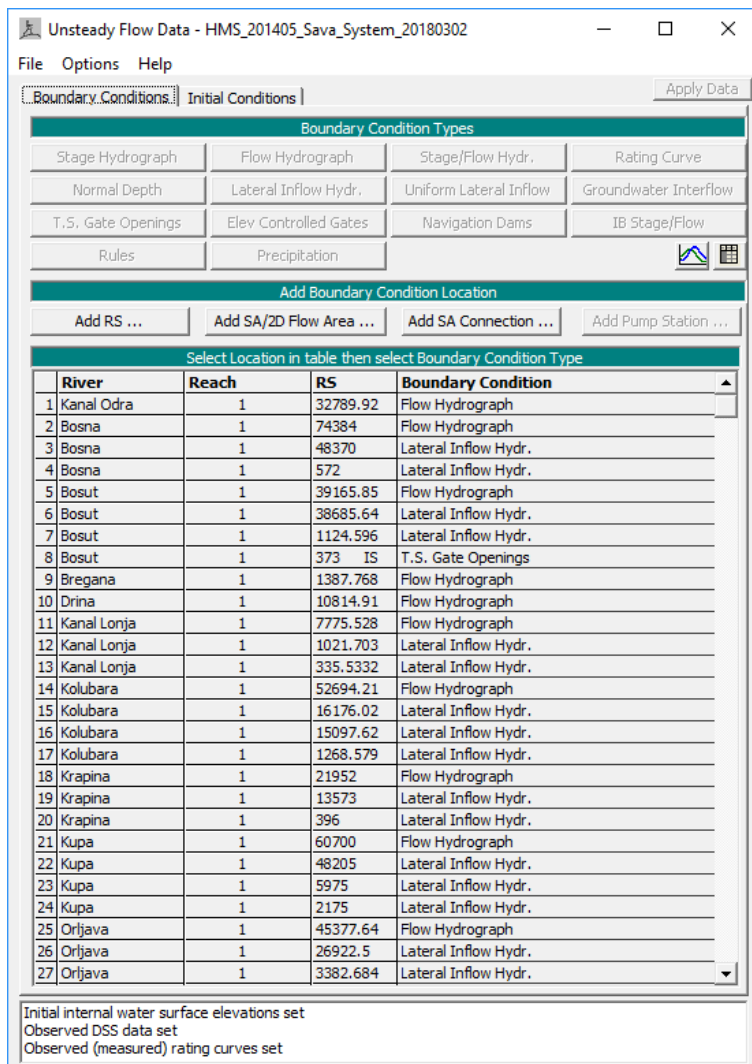 Unsteady Flow Data - HMS_201405_Sava_System_20180302
File Options Help
Boundary Conditions Initial Conditions Apply Data
Boundary Condition Types
Stage Hydrograph Flow Hydrograph Stage/Flow Hydr. Rating Curve
Normal Depth Lateral Inflow Hydr. Uniform Lateral Inflow Groundwater Interflow
T.S. Gate Openings Elev Controlled Gates Navigation Dams IB Stage/Flow
Rules Precipitation
Add Boundary Condition Location
Add RS ... Add SA/2D Flow Area ... Add SA Connection ... Add Pump Station ...
Select Location in table then select Boundary Condition Type
River Reach RS Boundary Condition
1 Kanal Odra 1 32789.92 Flow Hydrograph
2 Bosna 1 74384 Flow Hydrograph
3 Bosna 1 48370 Lateral Inflow Hydr.
4 Bosna 1 572 Lateral Inflow Hydr.
5 Bosut 1 39165.85 Flow Hydrograph
6 Bosut 1 38685.64 Lateral Inflow Hydr.
7 Bosut 1 1124.596 Lateral Inflow Hydr.
8 Bosut 1 373 IS T.S. Gate Openings
9 Bregana 1 1387.768 Flow Hydrograph
10 Drina 1 10814.91 Flow Hydrograph
11 Kanal Lonja 1 7775.528 Flow Hydrograph
12 Kanal Lonja 1 1021.703 Lateral Inflow Hydr.
13 Kanal Lonja 1 335.5332 Lateral Inflow Hydr.
14 Kolubara 1 52694.21 Flow Hydrograph
15 Kolubara 1 16176.02 Lateral Inflow Hydr.
16 Kolubara 1 15097.62 Lateral Inflow Hydr.
17 Kolubara 1 1268.579 Lateral Inflow Hydr.
18 Krapina 1 21952 Flow Hydrograph
19 Krapina 1 13573 Lateral Inflow Hydr.
20 Krapina 1 396 Lateral Inflow Hydr.
21 Kupa 1 60700 Flow Hydrograph
22 Kupa 1 48205 Lateral Inflow Hydr.
23 Kupa 1 5975 Lateral Inflow Hydr.
24 Kupa 1 2175 Lateral Inflow Hydr.
25 Orljava 1 45377.64 Flow Hydrograph
26 Orljava 1 26922.5 Lateral Inflow Hydr.
27 Orljava 1 3382.684 Lateral Inflow Hydr.
Initial internal water surface elevations set
Observed DSS data set
Observed (measured) rating curves set